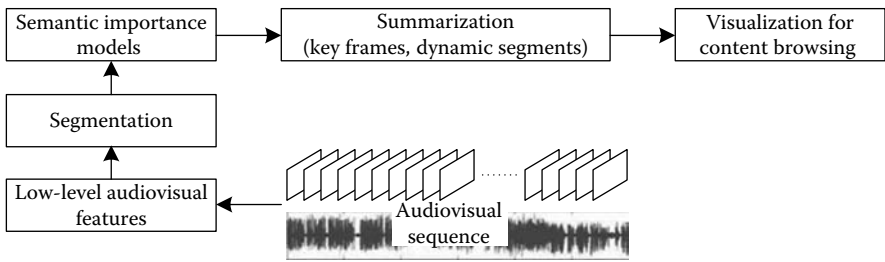 Semantic importance
models
Summarization
(key frames, dynamic segments)
Visualization for
content browsing
Segmentation
Low-level audiovisual
features
Audiovisual
sequence